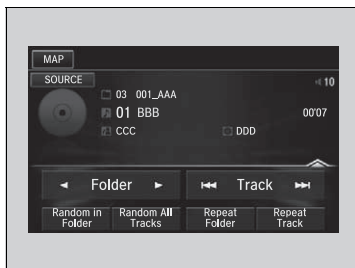 MAP
SOURCE
10
03 001_AAA
01 BBB 00'07
CCC DDD
Folder Track
Random in Folder Random All Tracks Repeat Folder Repeat Track